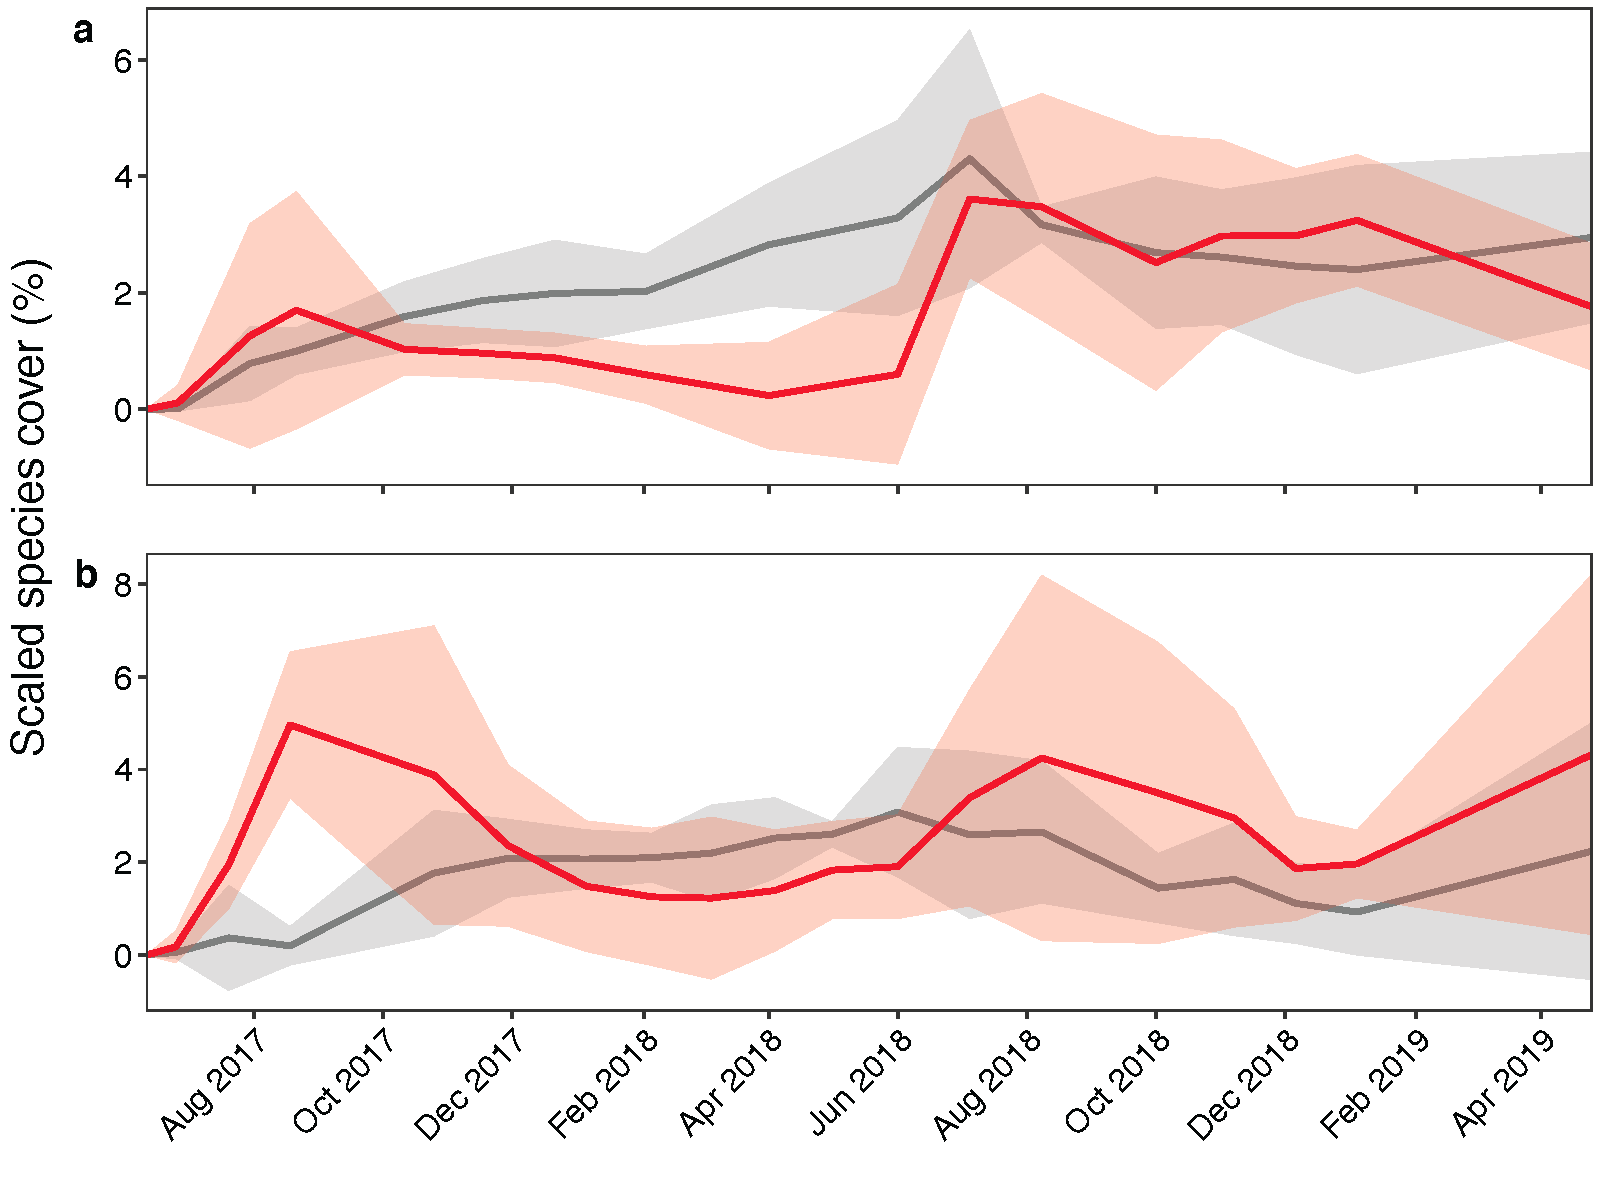 a
6
4
2
0
Scaled species cover (%)
b
8
6
4
2
0
Aug 2017
Oct 2017
Dec 2017
Feb 2018
Apr 2018
Jun 2018
Aug 2018
Oct 2018
Dec 2018
Feb 2019
Apr 2019